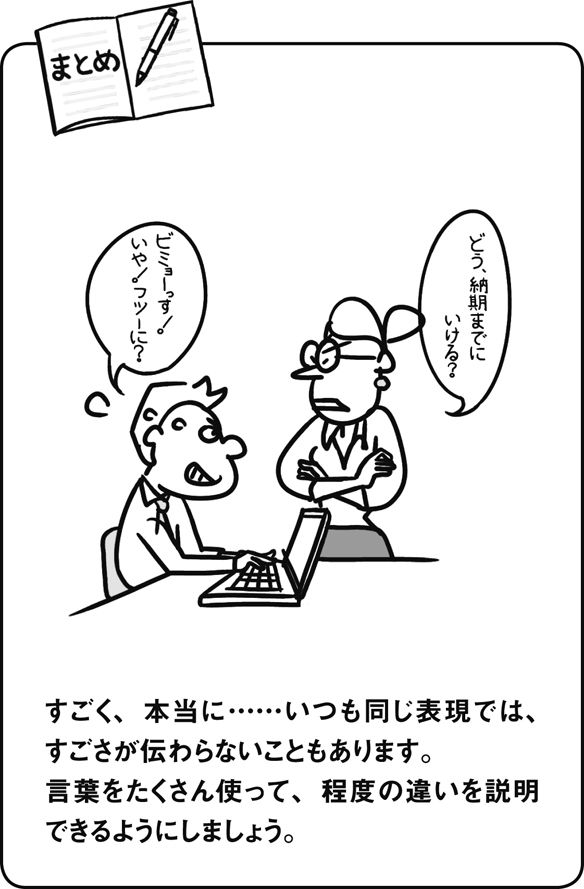 まとめ
どう、納期までに
いける？
ビミョーっす！
いや！フツーに？
すごく、本当に……いつも同じ表現では、
すごさが伝わらないこともあります。
言葉をたくさん使って、程度の違いを説明
できるようにしましょう。